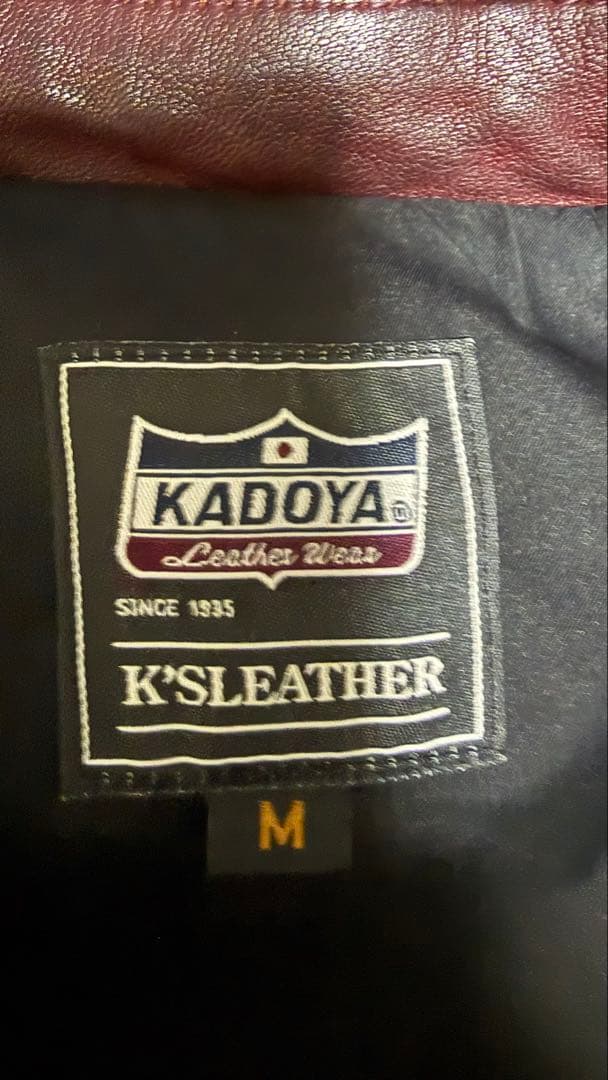 KADOYA
Leather Wear
SINCE 1935
K'SLEATHER
M